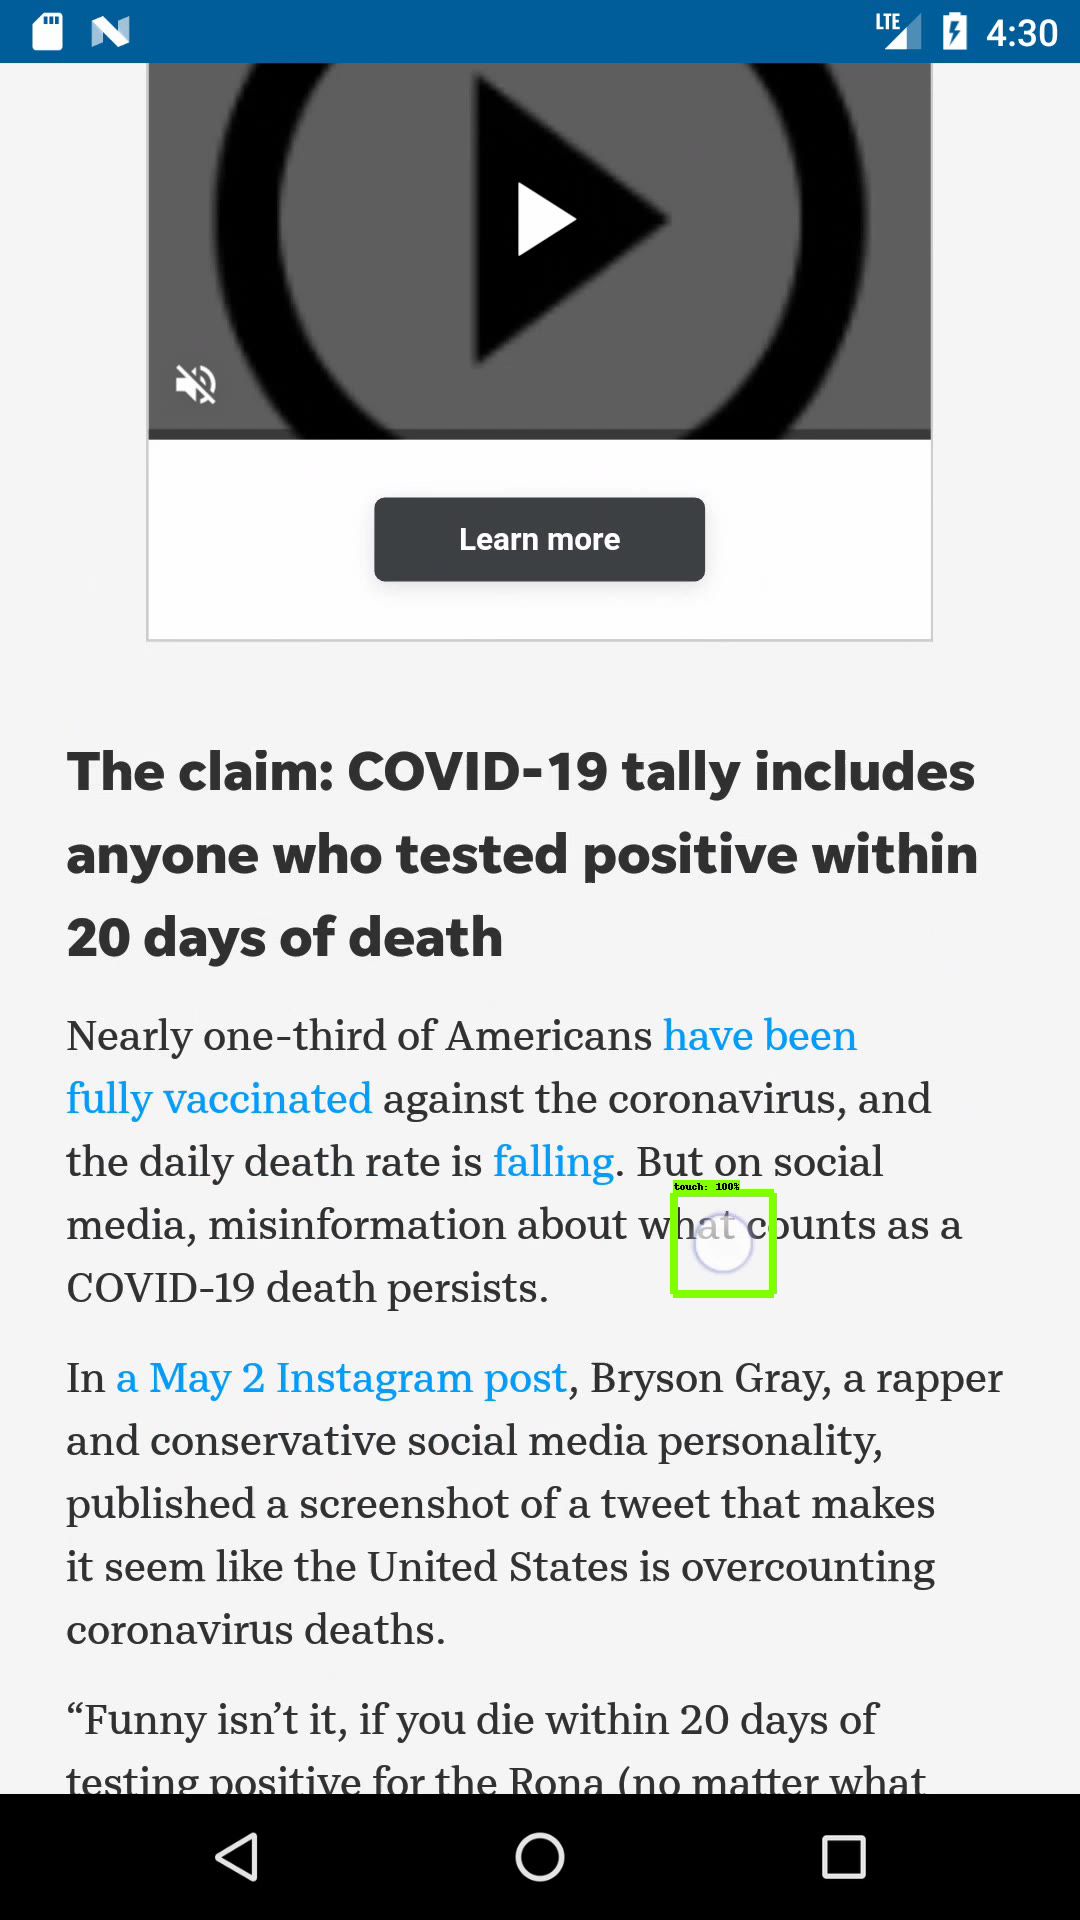 LTE 4:30
Learn more
The claim: COVID-19 tally includes
anyone who tested positive within
20 days of death
Nearly one-third of Americans have been
fully vaccinated against the coronavirus, and
the daily death rate is falling. But on social
touch: 100%
media, misinformation about what counts as a
COVID-19 death persists.
In a May 2 Instagram post, Bryson Gray, a rapper
and conservative social media personality,
published a screenshot of a tweet that makes
it seem like the United States is overcounting
coronavirus deaths.
“Funny isn’t it, if you die within 20 days of
testing positive for the Rona (no matter what